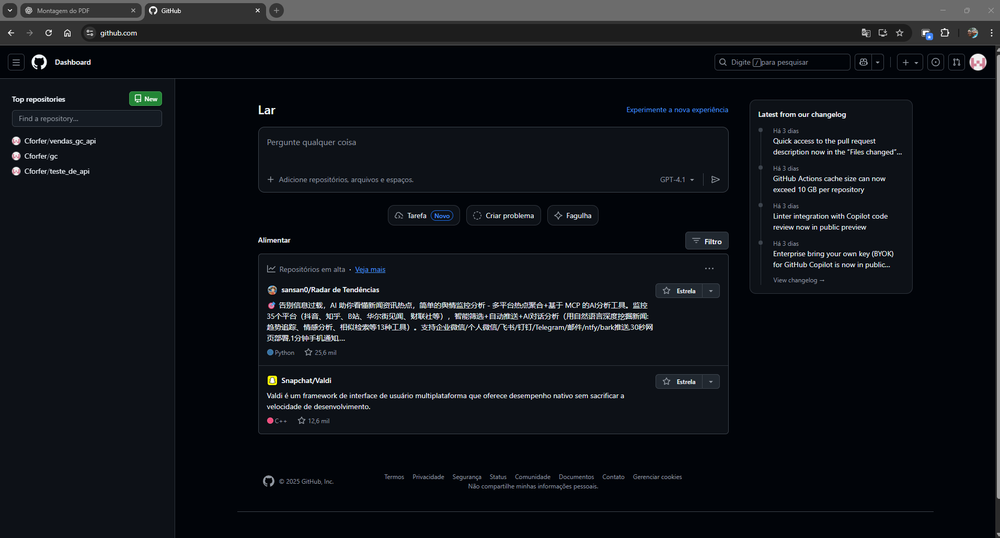 Montagem do PDF
GitHub
github.com
Dashboard
Digite / para pesquisar
Top repositories
New
Find a repository...
Cforfer/vendas_gc_api
Cforfer/gc
Cforfer/teste_de_api
Lar
Experimente a nova experiência
Pergunte qualquer coisa
Adicione repositórios, arquivos e espaços.
GPT-4.1
Tarefa Novo
Criar problema
Fagulha
Alimentar
Filtro
Repositórios em alta · Veja mais
sansan0/Radar de Tendências
Estrela
🎯 告别信息过载，AI 助你看懂新闻资讯热点，简单的舆情监控分析 - 多平台热点聚合+基于 MCP 的AI分析工具。监控
35个平台（抖音、知乎、B站、华尔街见闻、财联社等），智能筛选+自动推送+AI对话分析（用自然语言深度挖掘新闻:
趋势追踪、情感分析、相似检索等13种工具）。支持企业微信/个人微信/飞书/钉钉/Telegram/邮件/ntfy/bark推送,30秒网
页部署,1分钟手机通知,...
Python 25,6 mil
Snapchat/Valdi
Estrela
Valdi é um framework de interface de usuário multiplataforma que oferece desempenho nativo sem sacrificar a
velocidade de desenvolvimento.
C++ 12,6 mil
Latest from our changelog
Há 3 dias
Quick access to the pull request
description now in the “Files changed”...
Há 3 dias
GitHub Actions cache size can now
exceed 10 GB per repository
Há 3 dias
Linter integration with Copilot code
review now in public preview
Há 3 dias
Enterprise bring your own key (BYOK)
for GitHub Copilot is now in public...
View changelog →
© 2025 GitHub, Inc.
Termos Privacidade Segurança Status Comunidade Documentos Contato Gerenciar cookies
Não compartilhe minhas informações pessoais.